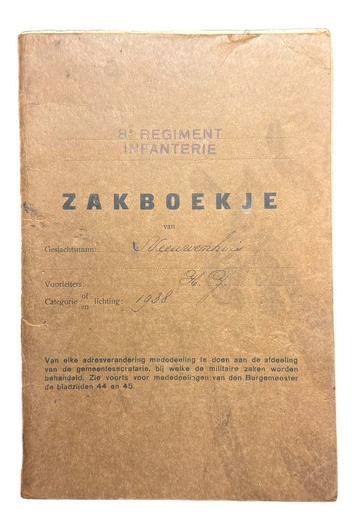 8e REGIMENT
INFANTERIE
ZAKBOEKJE
van
Geslachtsnaam: Nieuwenhuis
Voorletters H.
Categorie of en lichting: 1938
Van elke adresverandering mededeeling te doen aan de afdeeling
van de gemeentesecretarie, bij welke de militaire zaken worden
behandeld. Zie voorts voor mededeelingen van den Burgemeester
de bladzijden 44 en 45.